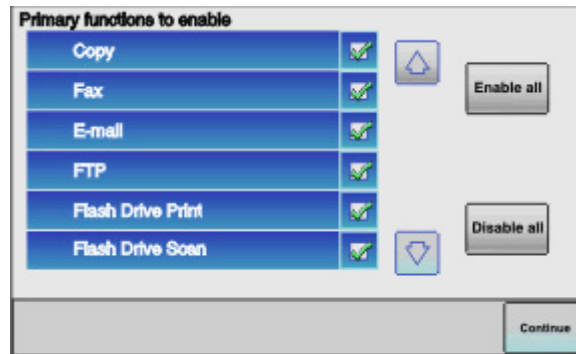 Primary functions to enable
Copy
Fax
E-mail
FTP
Flash Drive Print
Flash Drive Scan
Enable all
Disable all
Continue